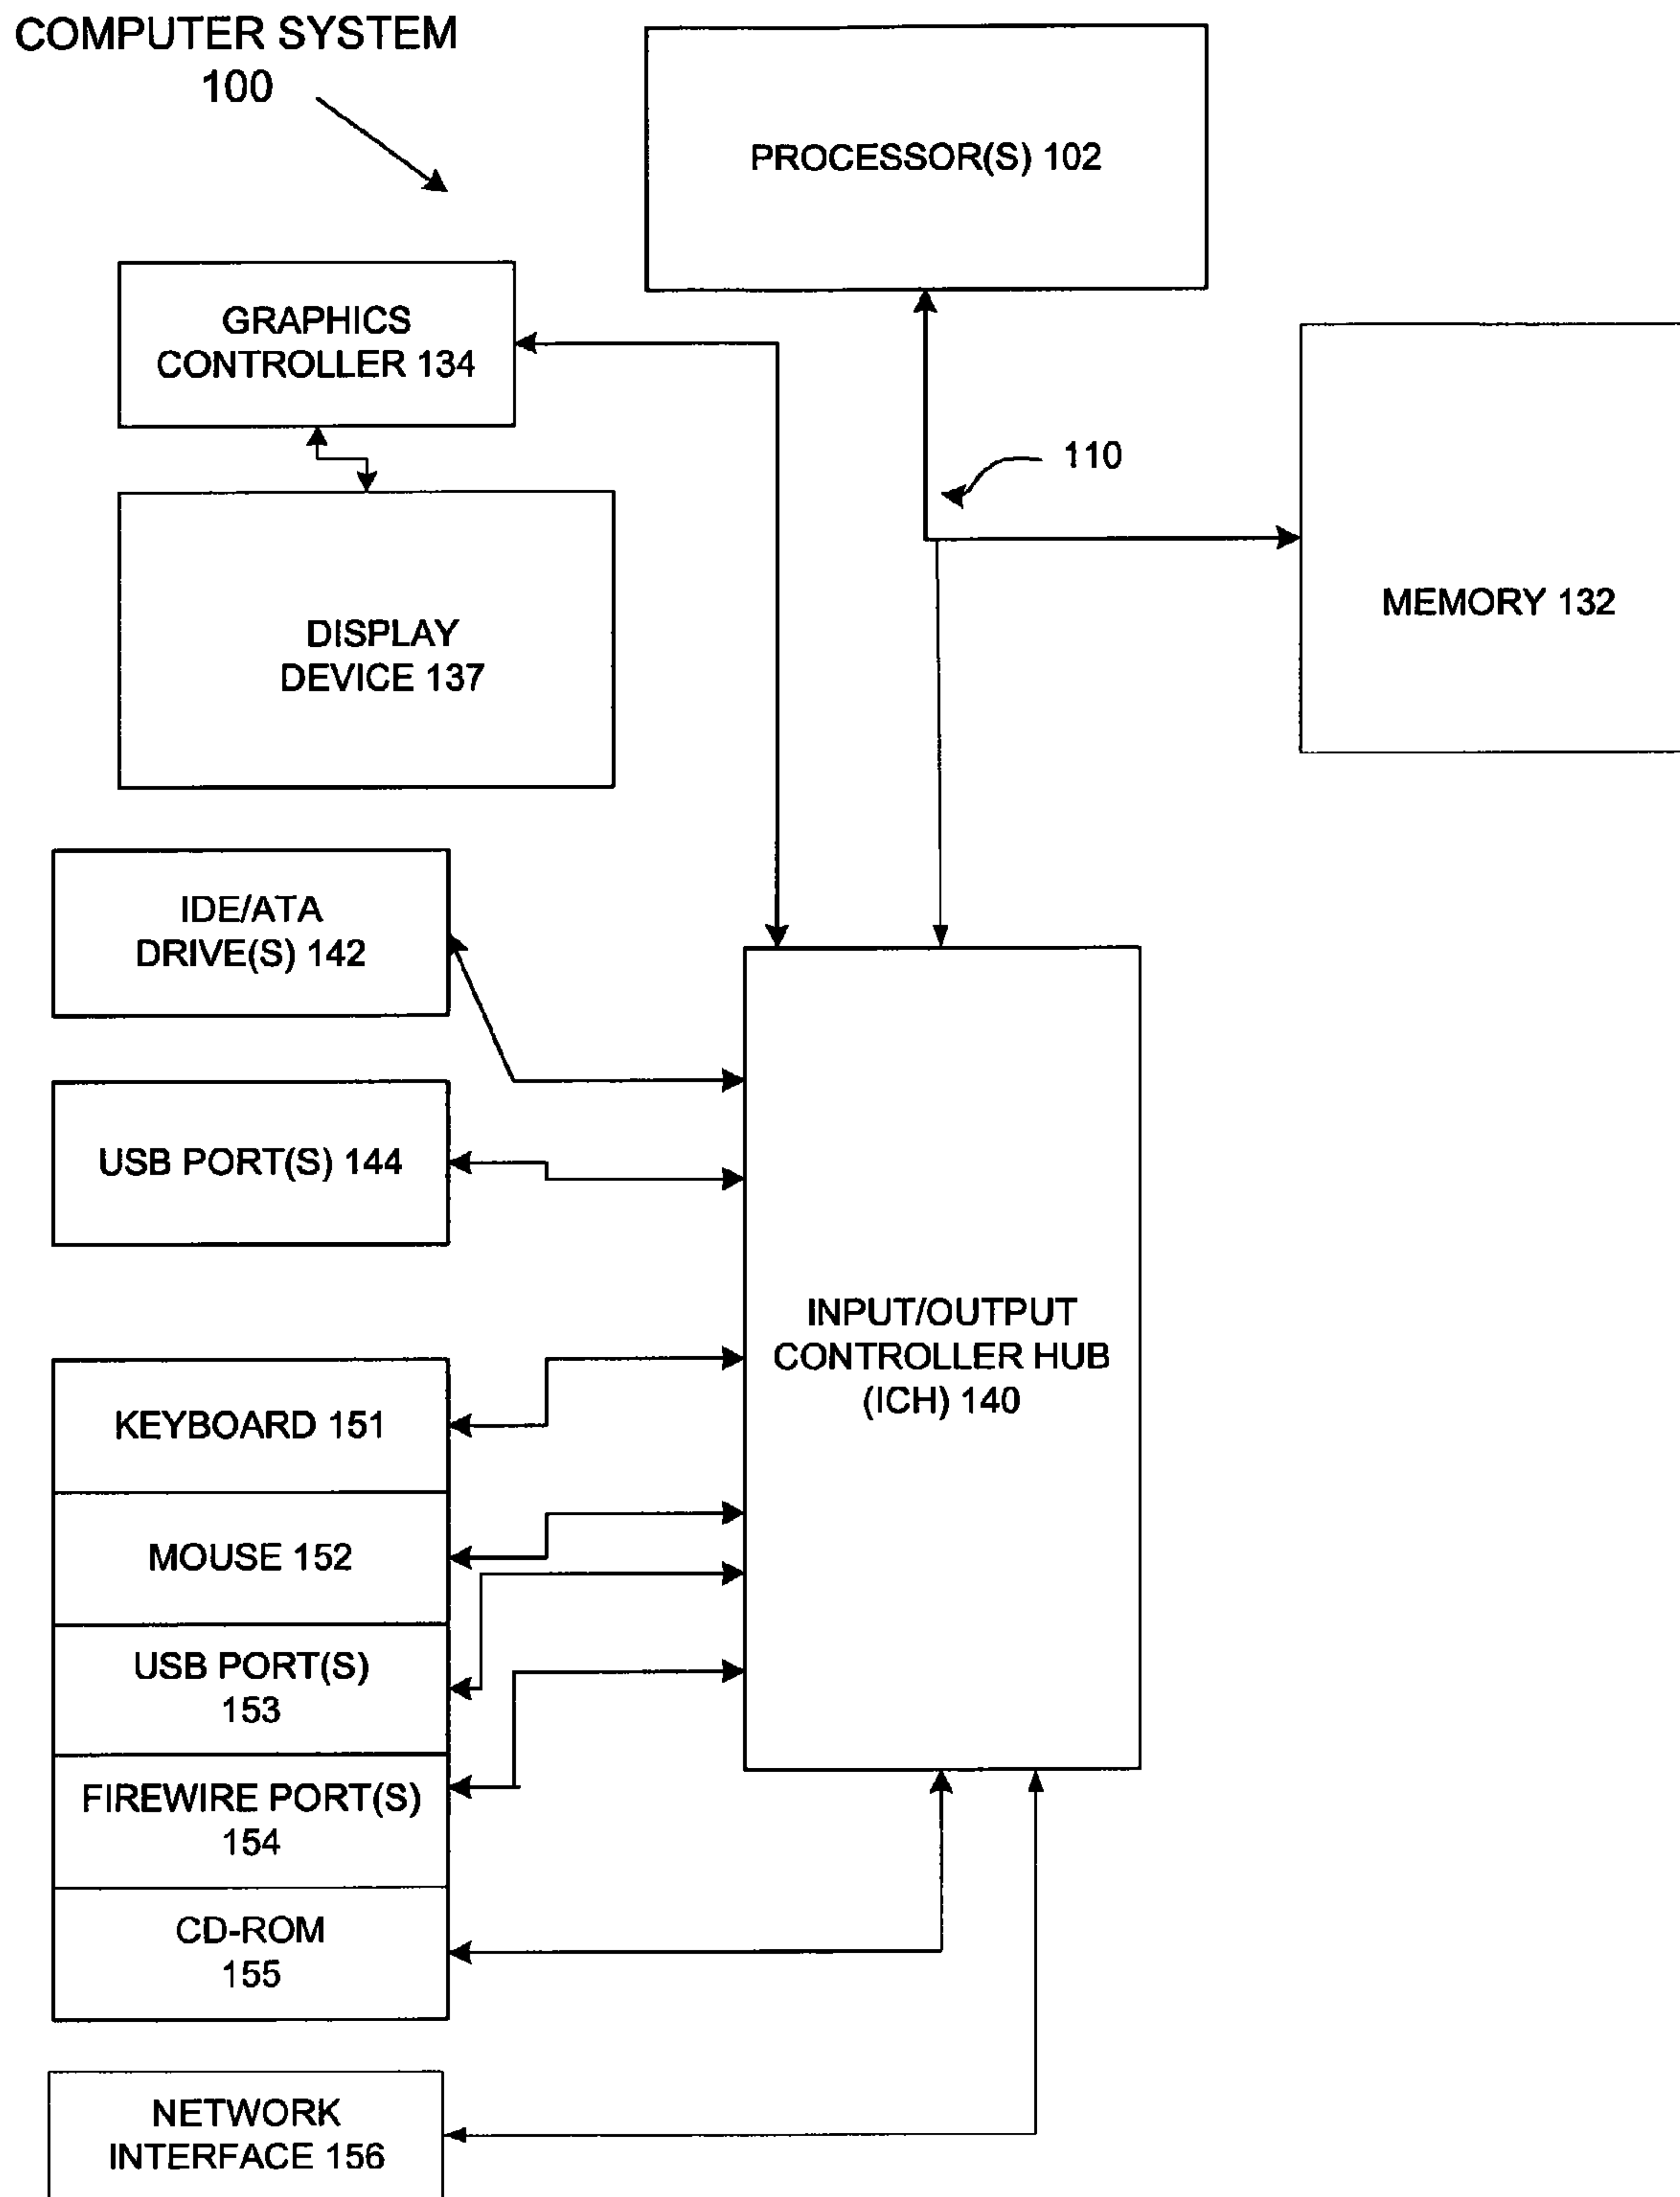 COMPUTER SYSTEM
100
PROCESSOR(S) 102
GRAPHICS
CONTROLLER 134
110
MEMORY 132
DISPLAY
DEVICE 137
IDE/ATA
DRIVE(S) 142
USB PORT(S) 144
INPUT/OUTPUT
CONTROLLER HUB
(ICH) 140
KEYBOARD 151
MOUSE 152
USB PORT(S)
153
FIREWIRE PORT(S)
154
CD-ROM
155
NETWORK
INTERFACE 156